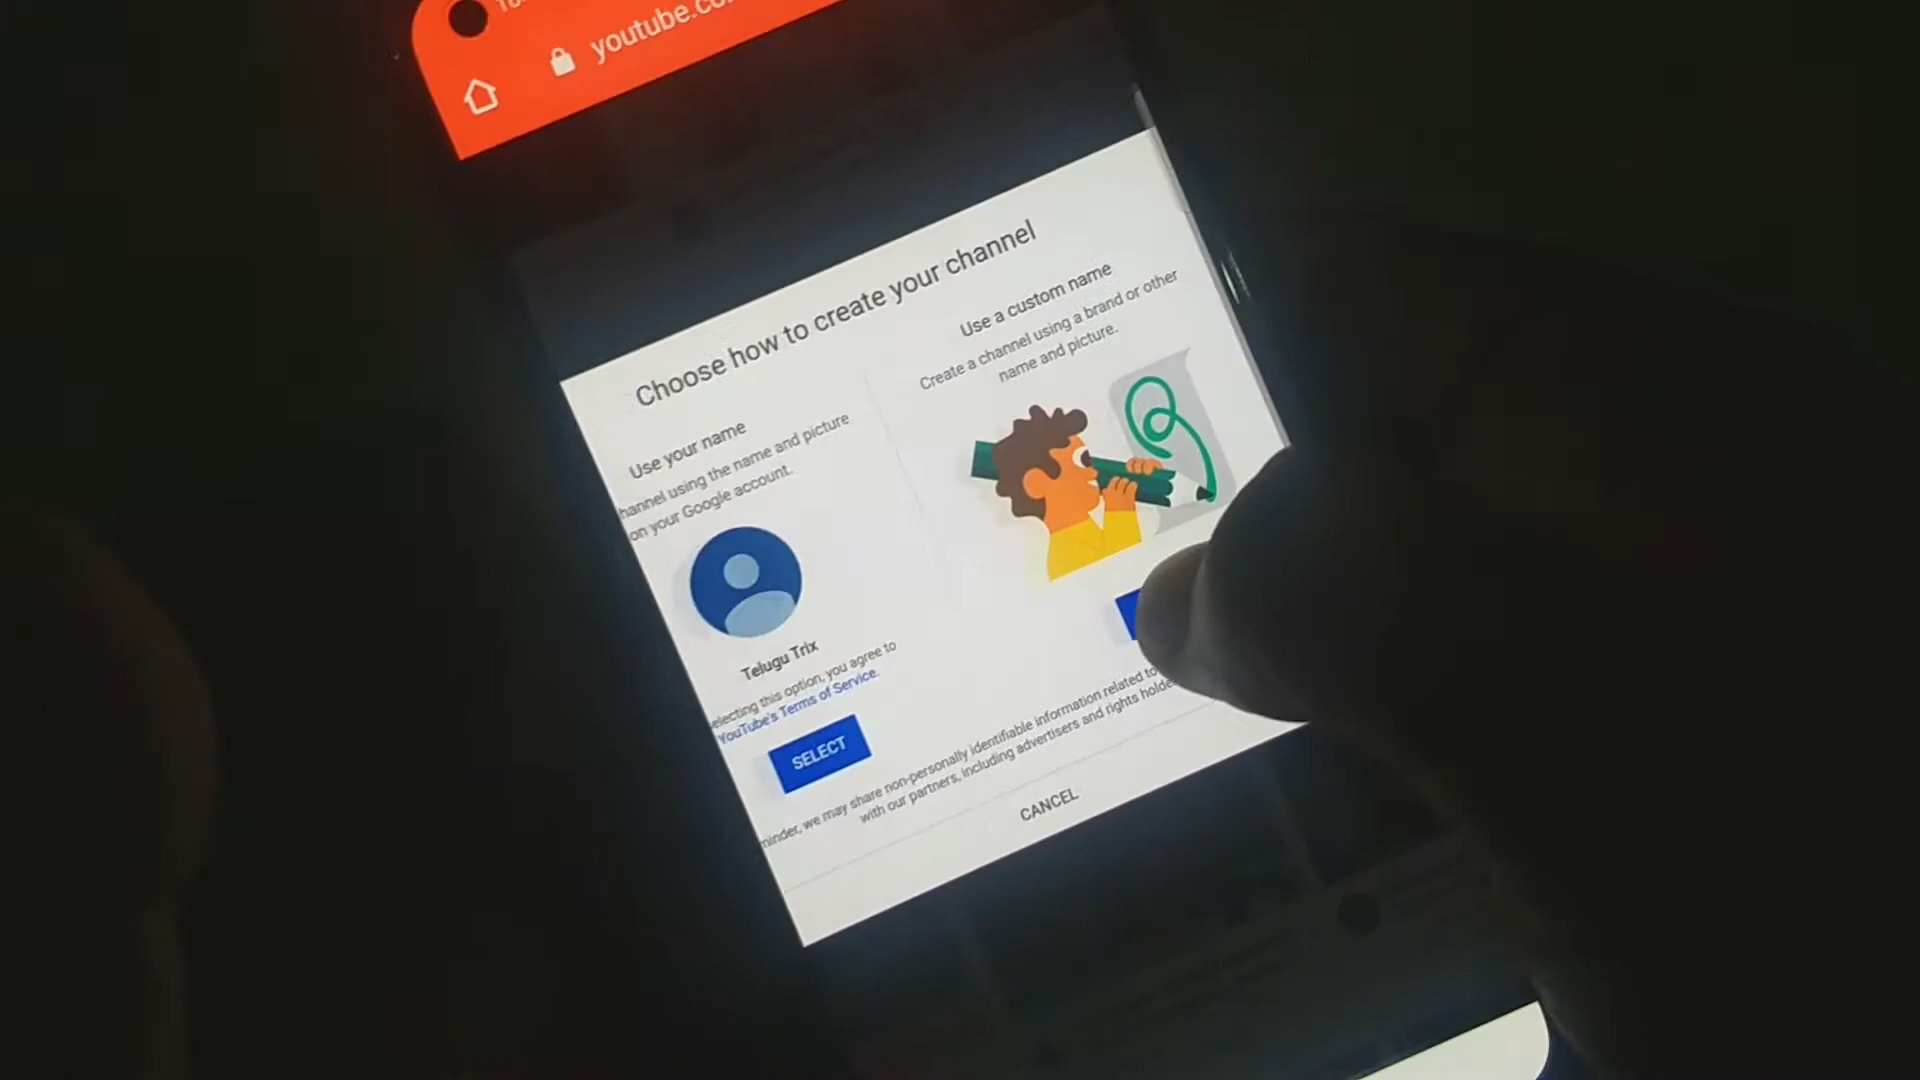 youtube.co
Choose how to create your channel
Use your name
hannel using the name and picture
on your Google account.
Telugu Trix
electing this option, you agree to
YouTube's Terms of Service.
SELECT
Use a custom name
Create a channel using a brand or other
name and picture.
minder, we may share non-personally identifiable information related to
with our partners, including advertisers and rights holde
CANCEL